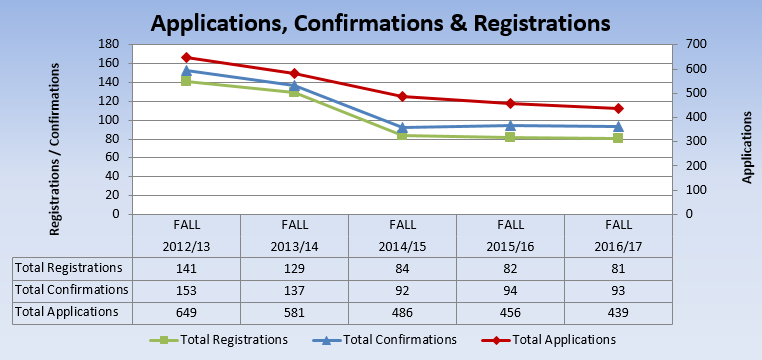 Applications, Confirmations & Registrations
Registrations / Confirmations
180
160
140
120
100
80
60
40
20
0
700
600
500
400
300
200
100
0
Applications
FALL FALL FALL FALL FALL
2012/13 2013/14 2014/15 2015/16 2016/17
Total Registrations 141 129 84 82 81
Total Confirmations 153 137 92 94 93
Total Applications 649 581 486 456 439
Total Registrations Total Confirmations Total Applications